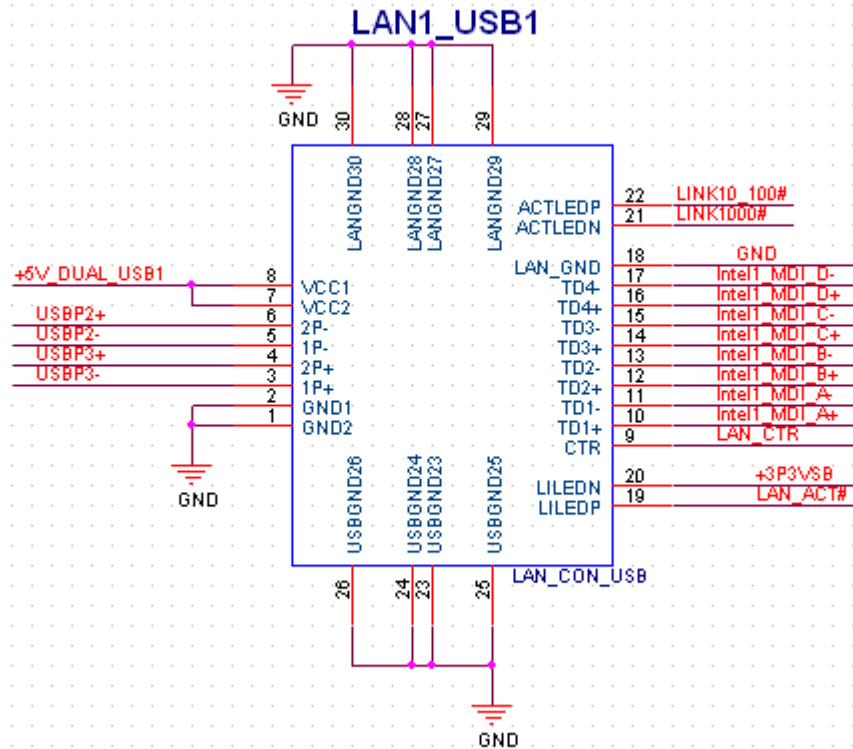 LAN1_USB1
GND
30
28
27
29
LANGND30
LANGND28
LANGND27
LANGND29
ACTLEDP 22 LINK10_100#
ACTLEDN 21 LINK1000#
LAN_GND 18 GND
TD4- 17 Intel1_MDI_D-
TD4+ 16 Intel1_MDI_D+
TD3- 15 Intel1_MDI_C-
TD3+ 14 Intel1_MDI_C+
TD2- 13 Intel1_MDI_B-
TD2+ 12 Intel1_MDI_B+
TD1- 11 Intel1_MDI_A-
TD1+ 10 Intel1_MDI_A+
CTR 9 LAN_CTR
LILEDN 20 +3P3VSB
LILEDP 19 LAN_ACT#
+5V_DUAL_USB1 8 VCC1
7 VCC2
USBP2+ 6 2P-
USBP2- 5 1P-
USBP3+ 4 2P+
USBP3- 3 1P+
2 GND1
1 GND2
GND
USBGND26
USBGND24
USBGND23
USBGND25
LAN_CON_USB
26
24
23
25
GND